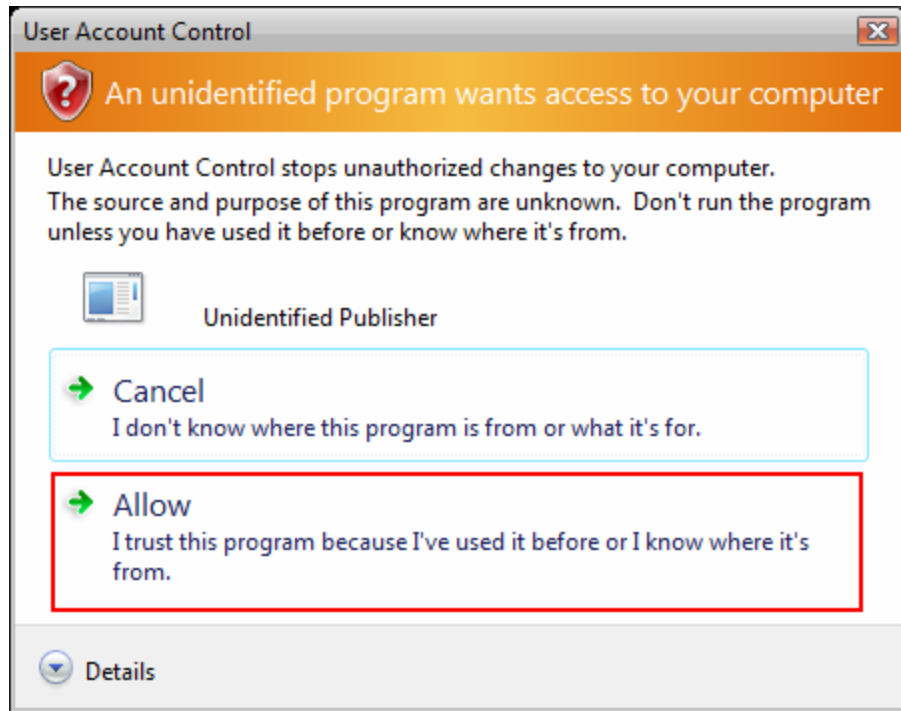 User Account Control
An unidentified program wants access to your computer
User Account Control stops unauthorized changes to your computer.
The source and purpose of this program are unknown.  Don't run the program
unless you have used it before or know where it's from.
Unidentified Publisher
Cancel
I don't know where this program is from or what it's for.
Allow
I trust this program because I've used it before or I know where it's
from.
Details